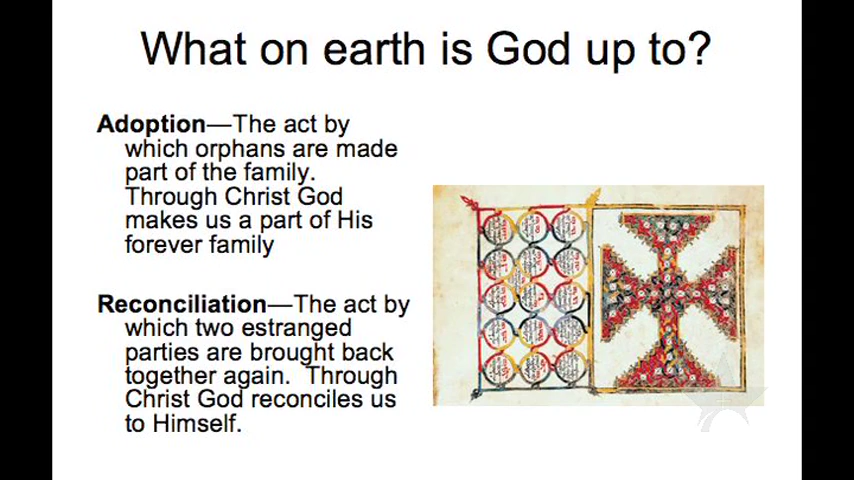 What on earth is God up to?
Adoption—The act by
which orphans are made
part of the family.
Through Christ God
makes us a part of His
forever family
Reconciliation—The act by
which two estranged
parties are brought back
together again.  Through
Christ God reconciles us
to Himself.